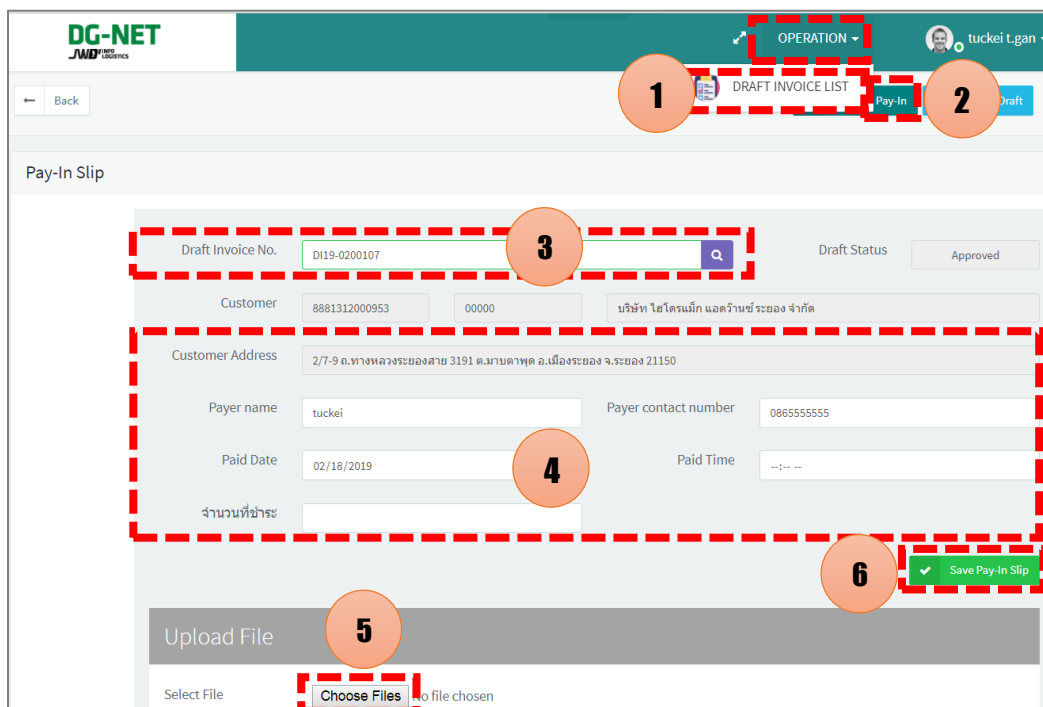 DG-NET
JWD INFO LOGISTICS
OPERATION
tuckei t.gan
Back
1
DRAFT INVOICE LIST
Pay-In
2
Draft
Pay-In Slip
Draft Invoice No.
DI19-0200107
3
Draft Status
Approved
Customer
8881312000953
00000
บริษัท ไฮโดรแม็ก แอดว๊านซ์ ระยอง จำกัด
Customer Address
2/7-9 ถ.ทางหลวงระยองสาย 3191 ต.มาบตาพุด อ.เมืองระยอง จ.ระยอง 21150
Payer name
tuckei
Payer contact number
0865555555
Paid Date
02/18/2019
4
Paid Time
--:-- --
จำนวนที่ชำระ
6
Save Pay-In Slip
Upload File
5
Select File
Choose Files
No file chosen